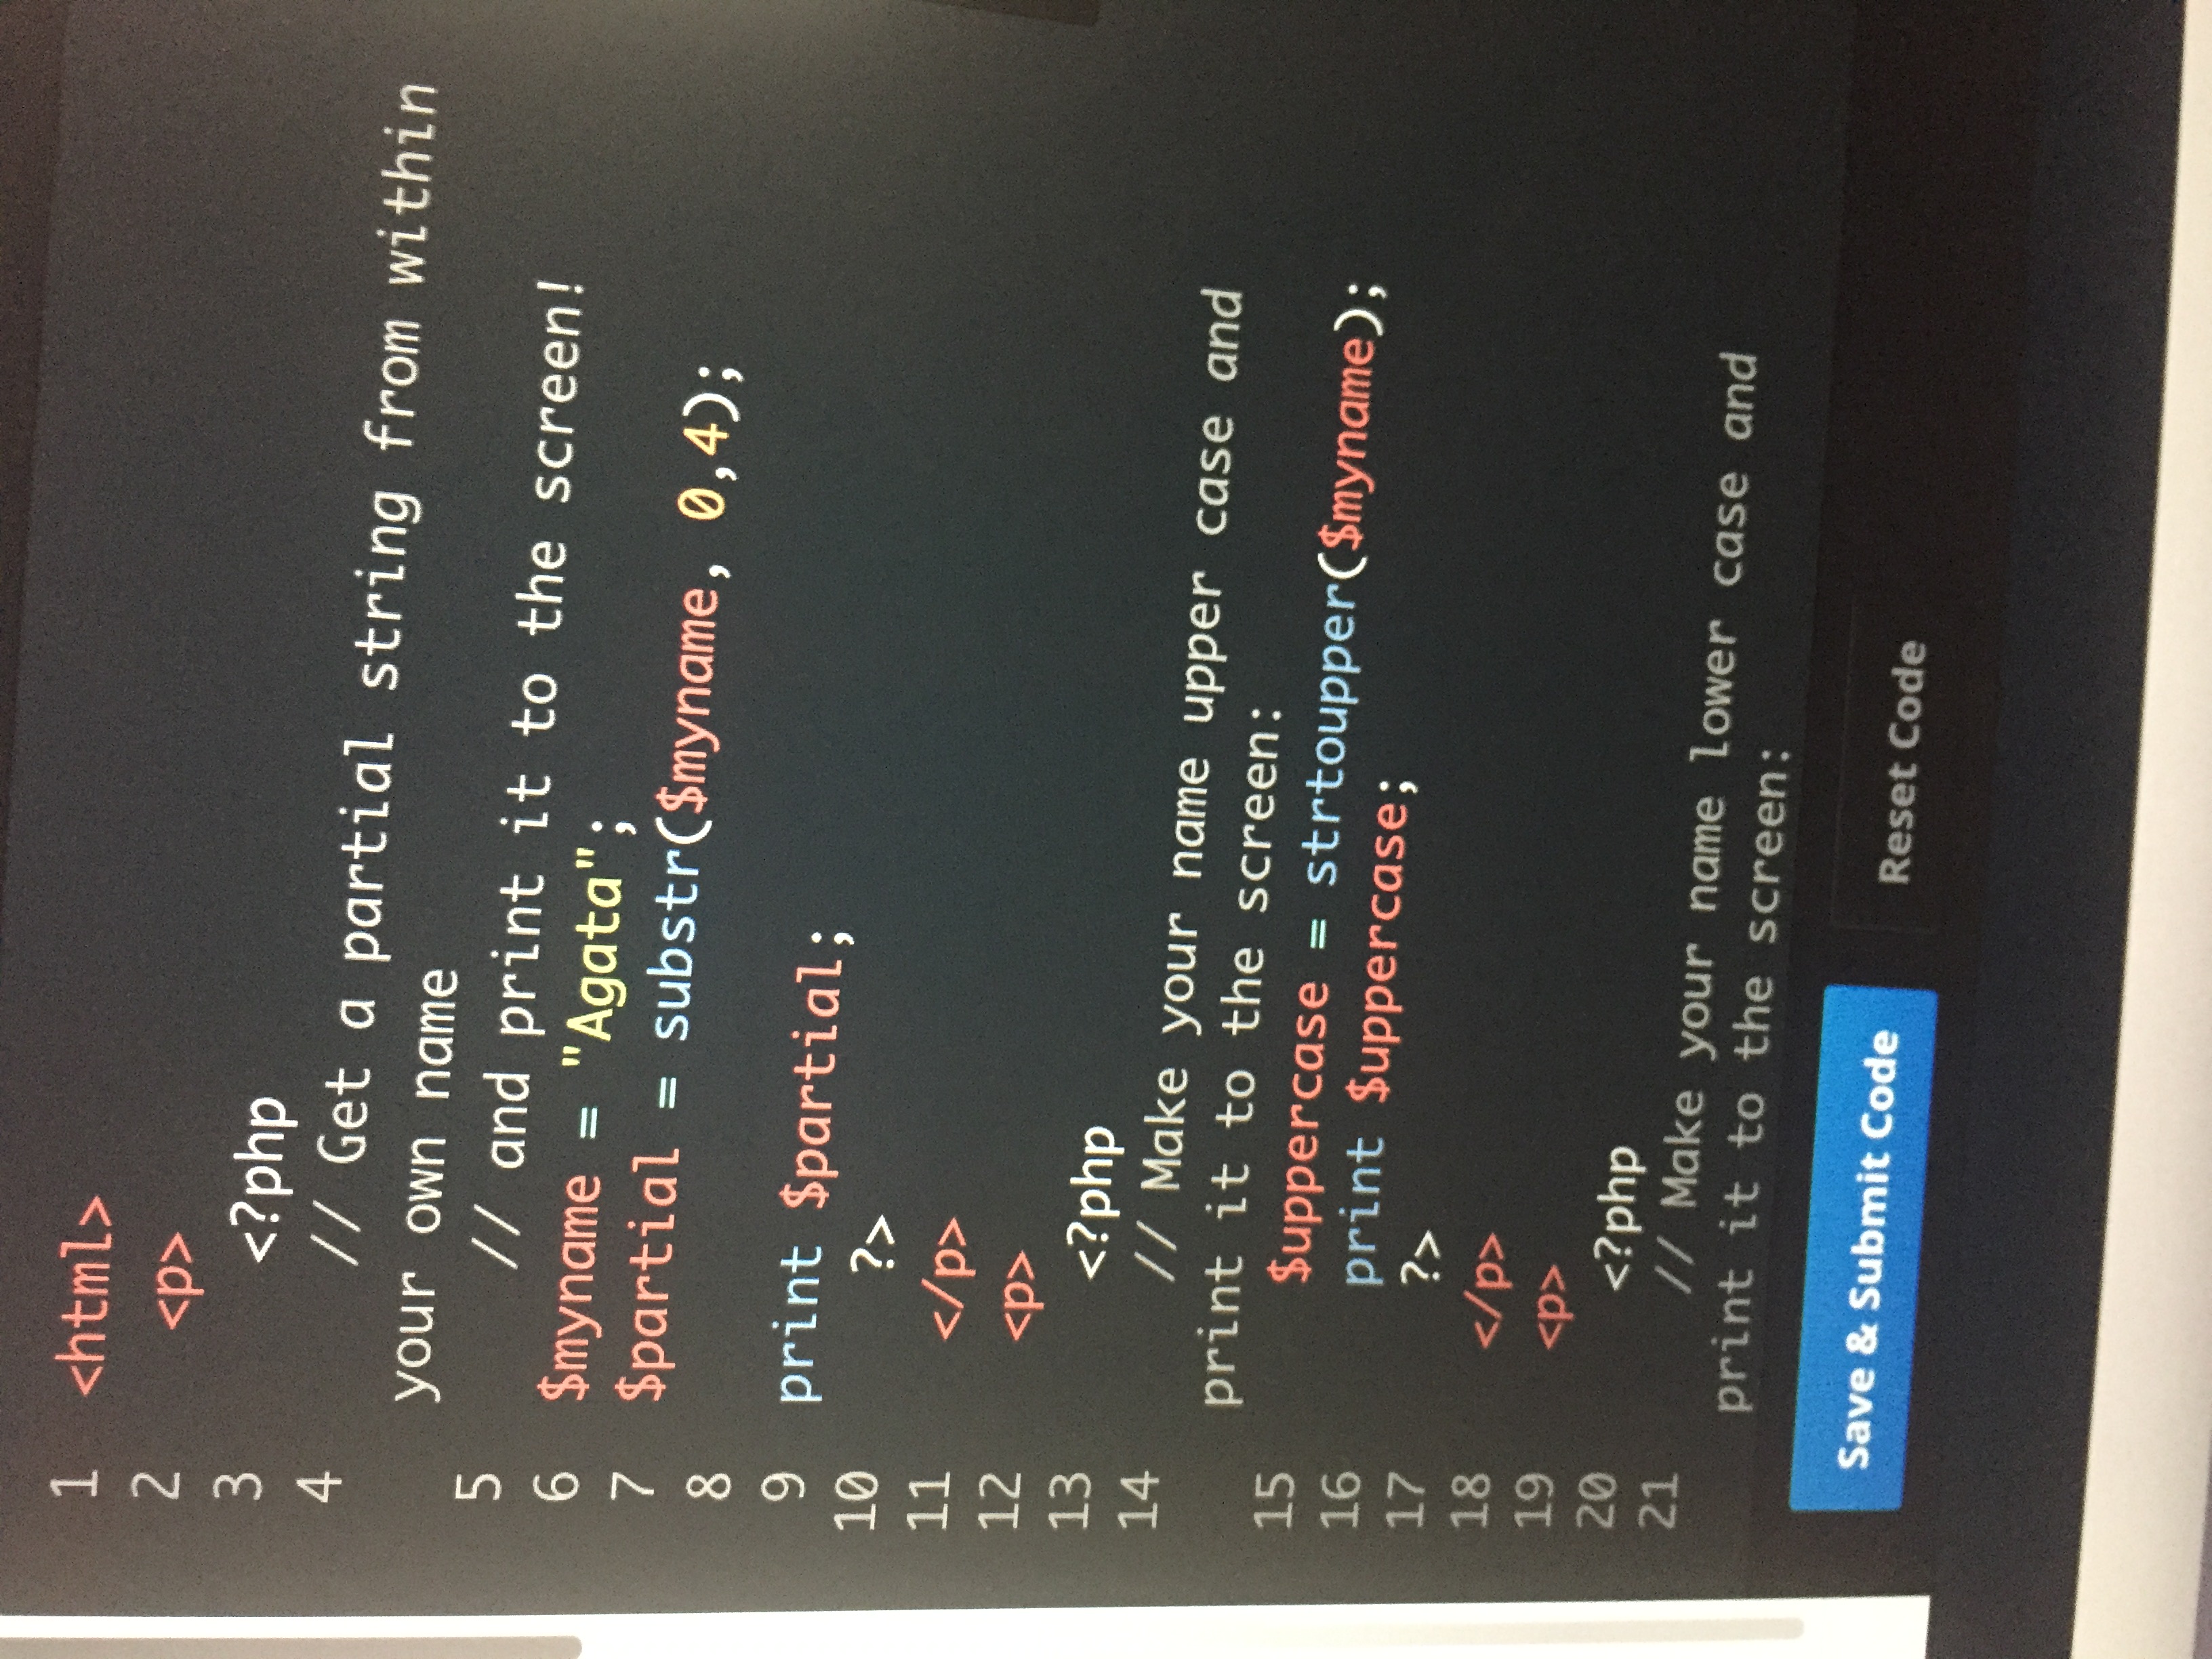 1 <html>
2 <p>
3 <?php
4 // Get a partial string from within
your own name
5 // and print it to the screen!
6 $myname = "Agata";
7 $partial = substr($myname, 0,4);
8
9 print $partial;
10 ?>
11 </p>
12 <p>
13 <?php
14 // Make your name upper case and
print it to the screen:
15 $uppercase = strtoupper($myname);
16 print $uppercase;
17 ?>
18 </p>
19 <p>
20 <?php
21 // Make your name lower case and
print it to the screen:
Save & Submit Code
Reset Code